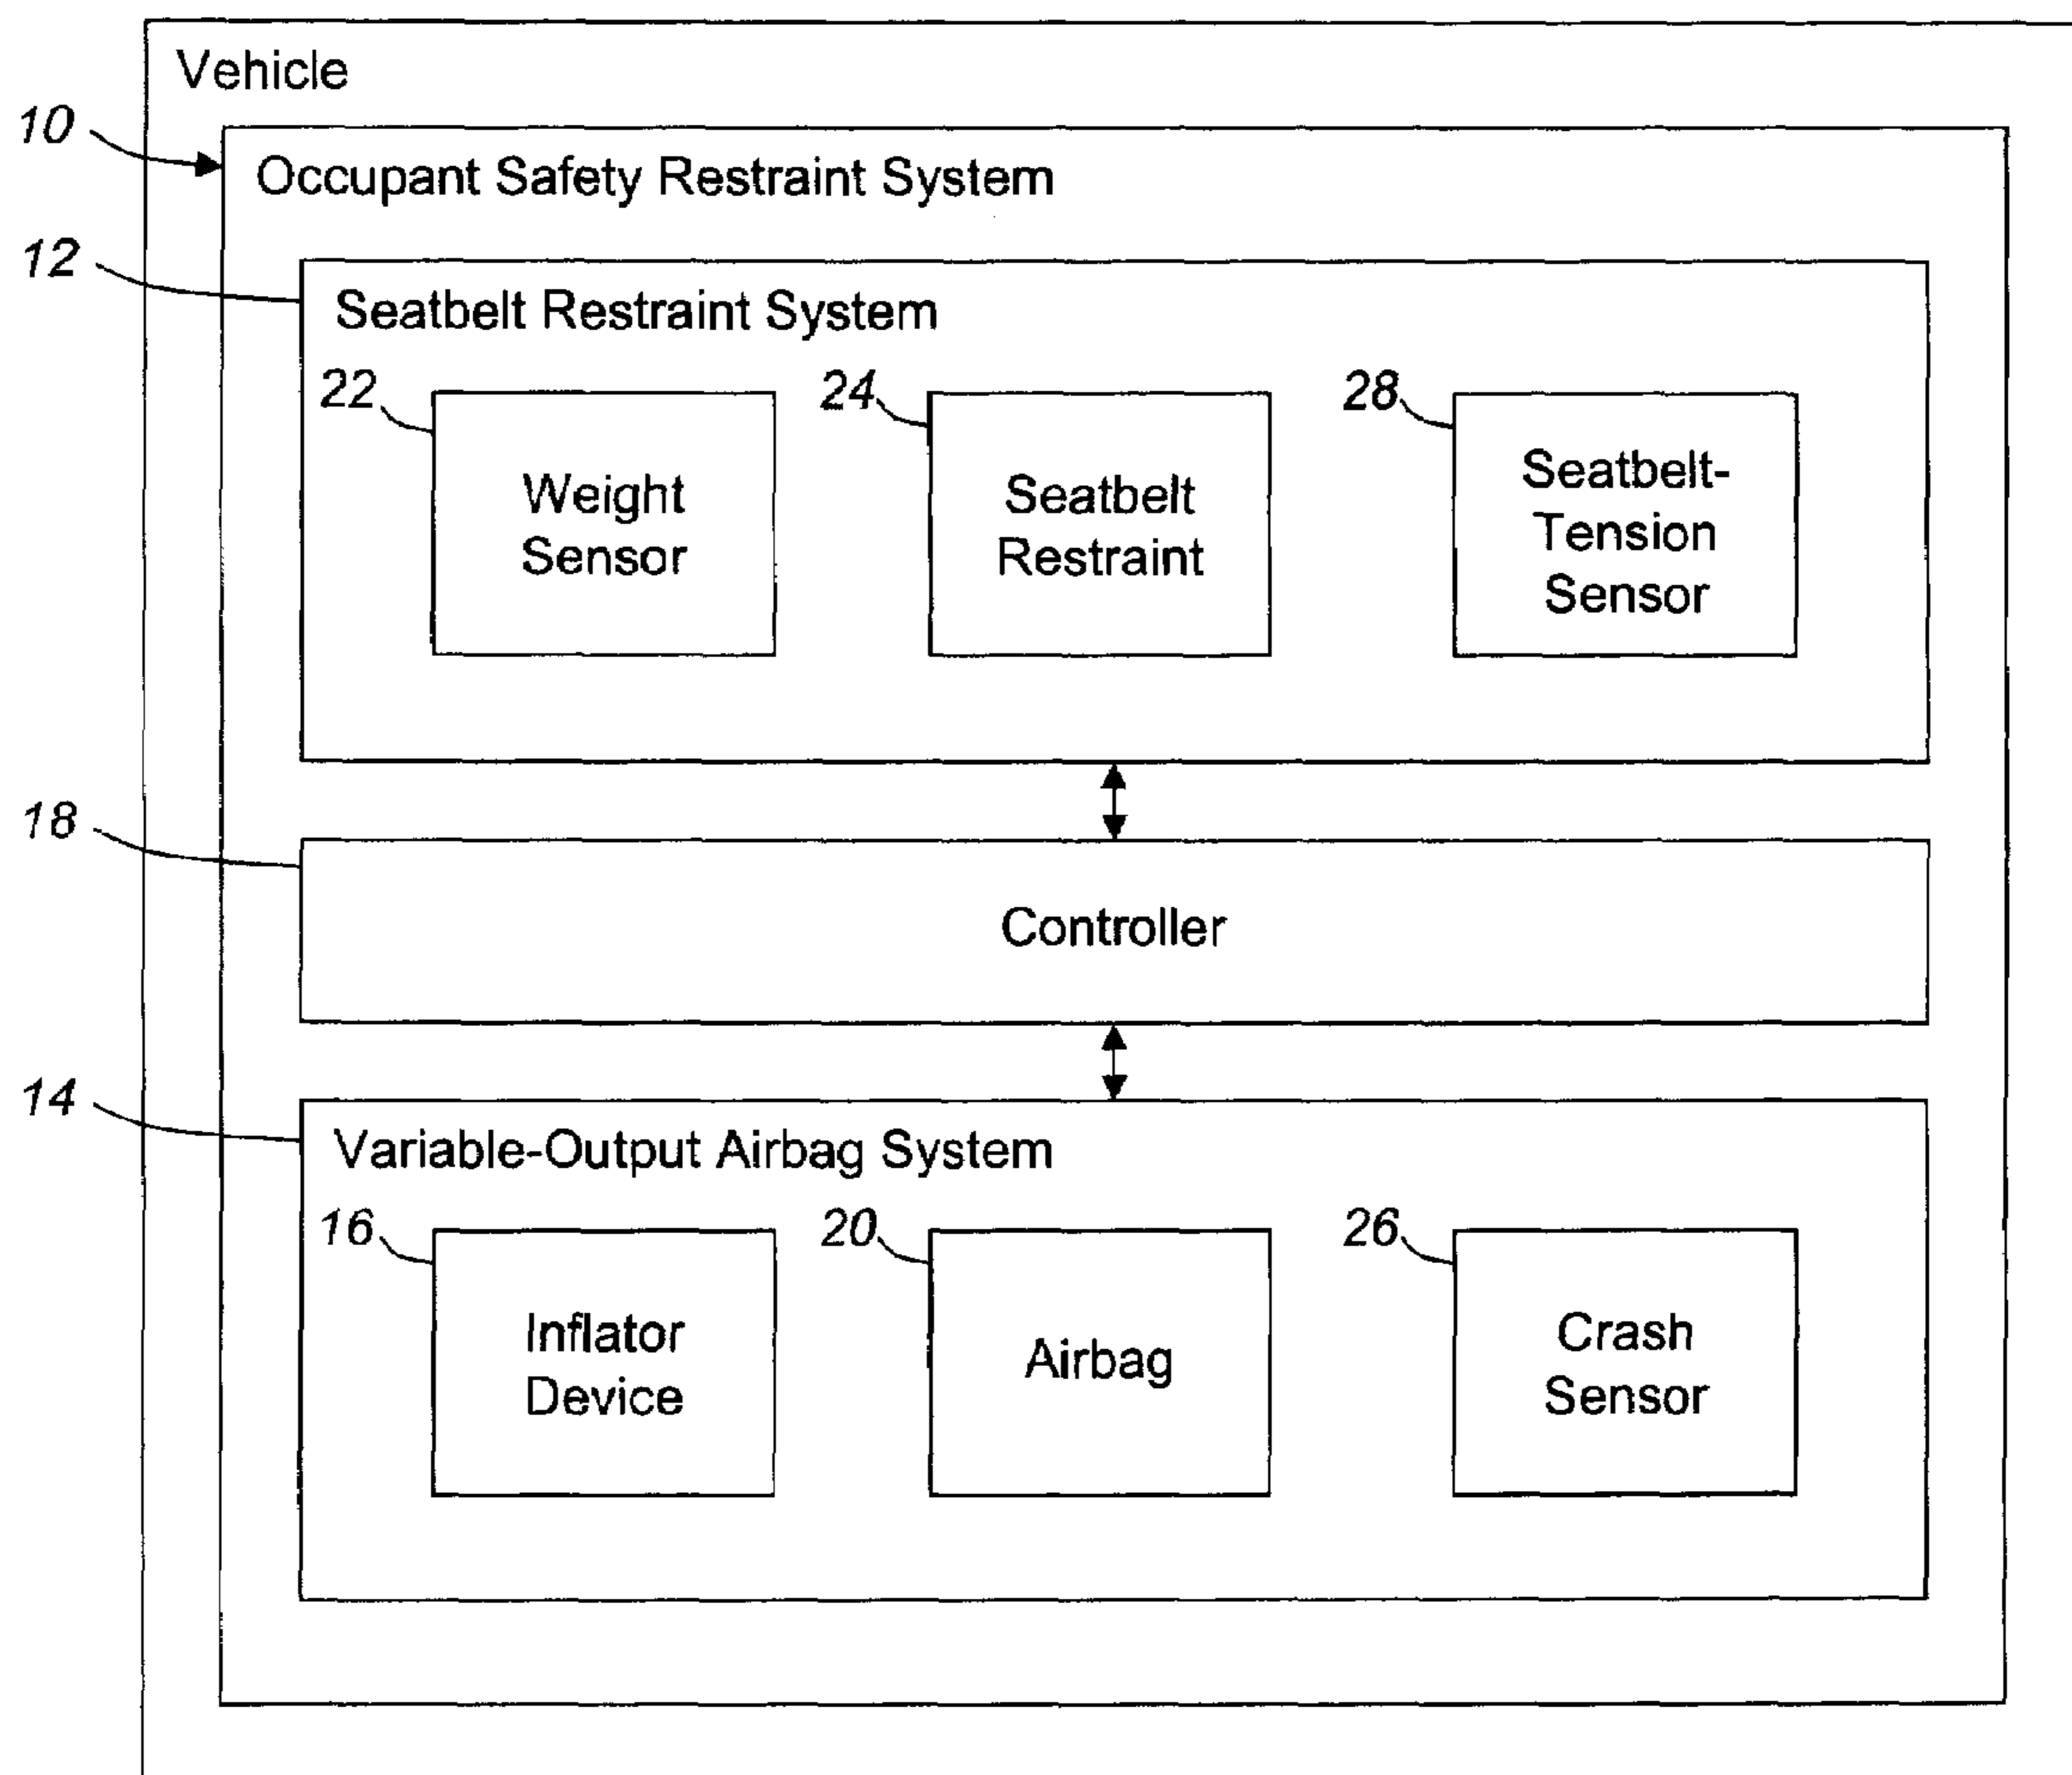 Vehicle
10
Occupant Safety Restraint System
12
Seatbelt Restraint System
22
24
28
Weight
Sensor
Seatbelt
Restraint
Seatbelt-
Tension
Sensor
18
Controller
14
Variable-Output Airbag System
16
20
26
Inflator
Device
Airbag
Crash
Sensor